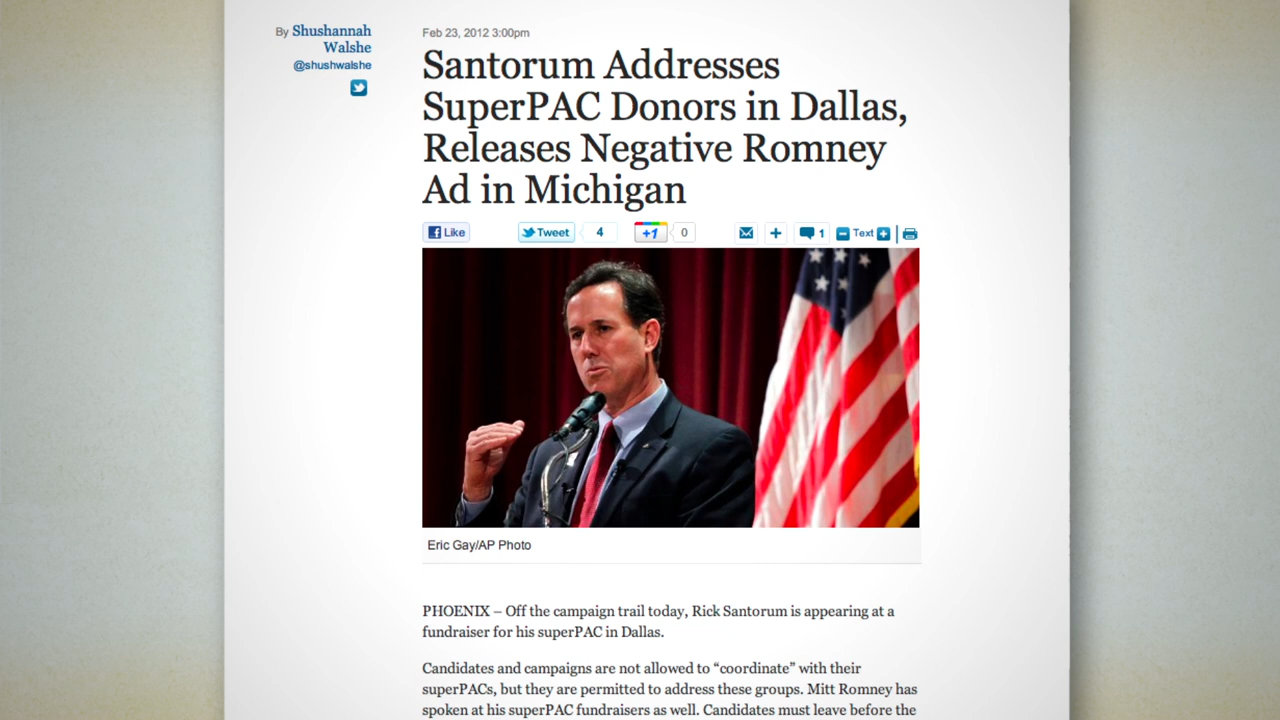 By Shushannah
Walshe
@shushwalshe
Feb 23, 2012 3:00pm
Santorum Addresses
SuperPAC Donors in Dallas,
Releases Negative Romney
Ad in Michigan
Like
Tweet 4
+1 0
1
Text
Eric Gay/AP Photo
PHOENIX – Off the campaign trail today, Rick Santorum is appearing at a
fundraiser for his superPAC in Dallas.
Candidates and campaigns are not allowed to “coordinate” with their
superPACs, but they are permitted to address these groups. Mitt Romney has
spoken at his superPAC fundraisers as well. Candidates must leave before the